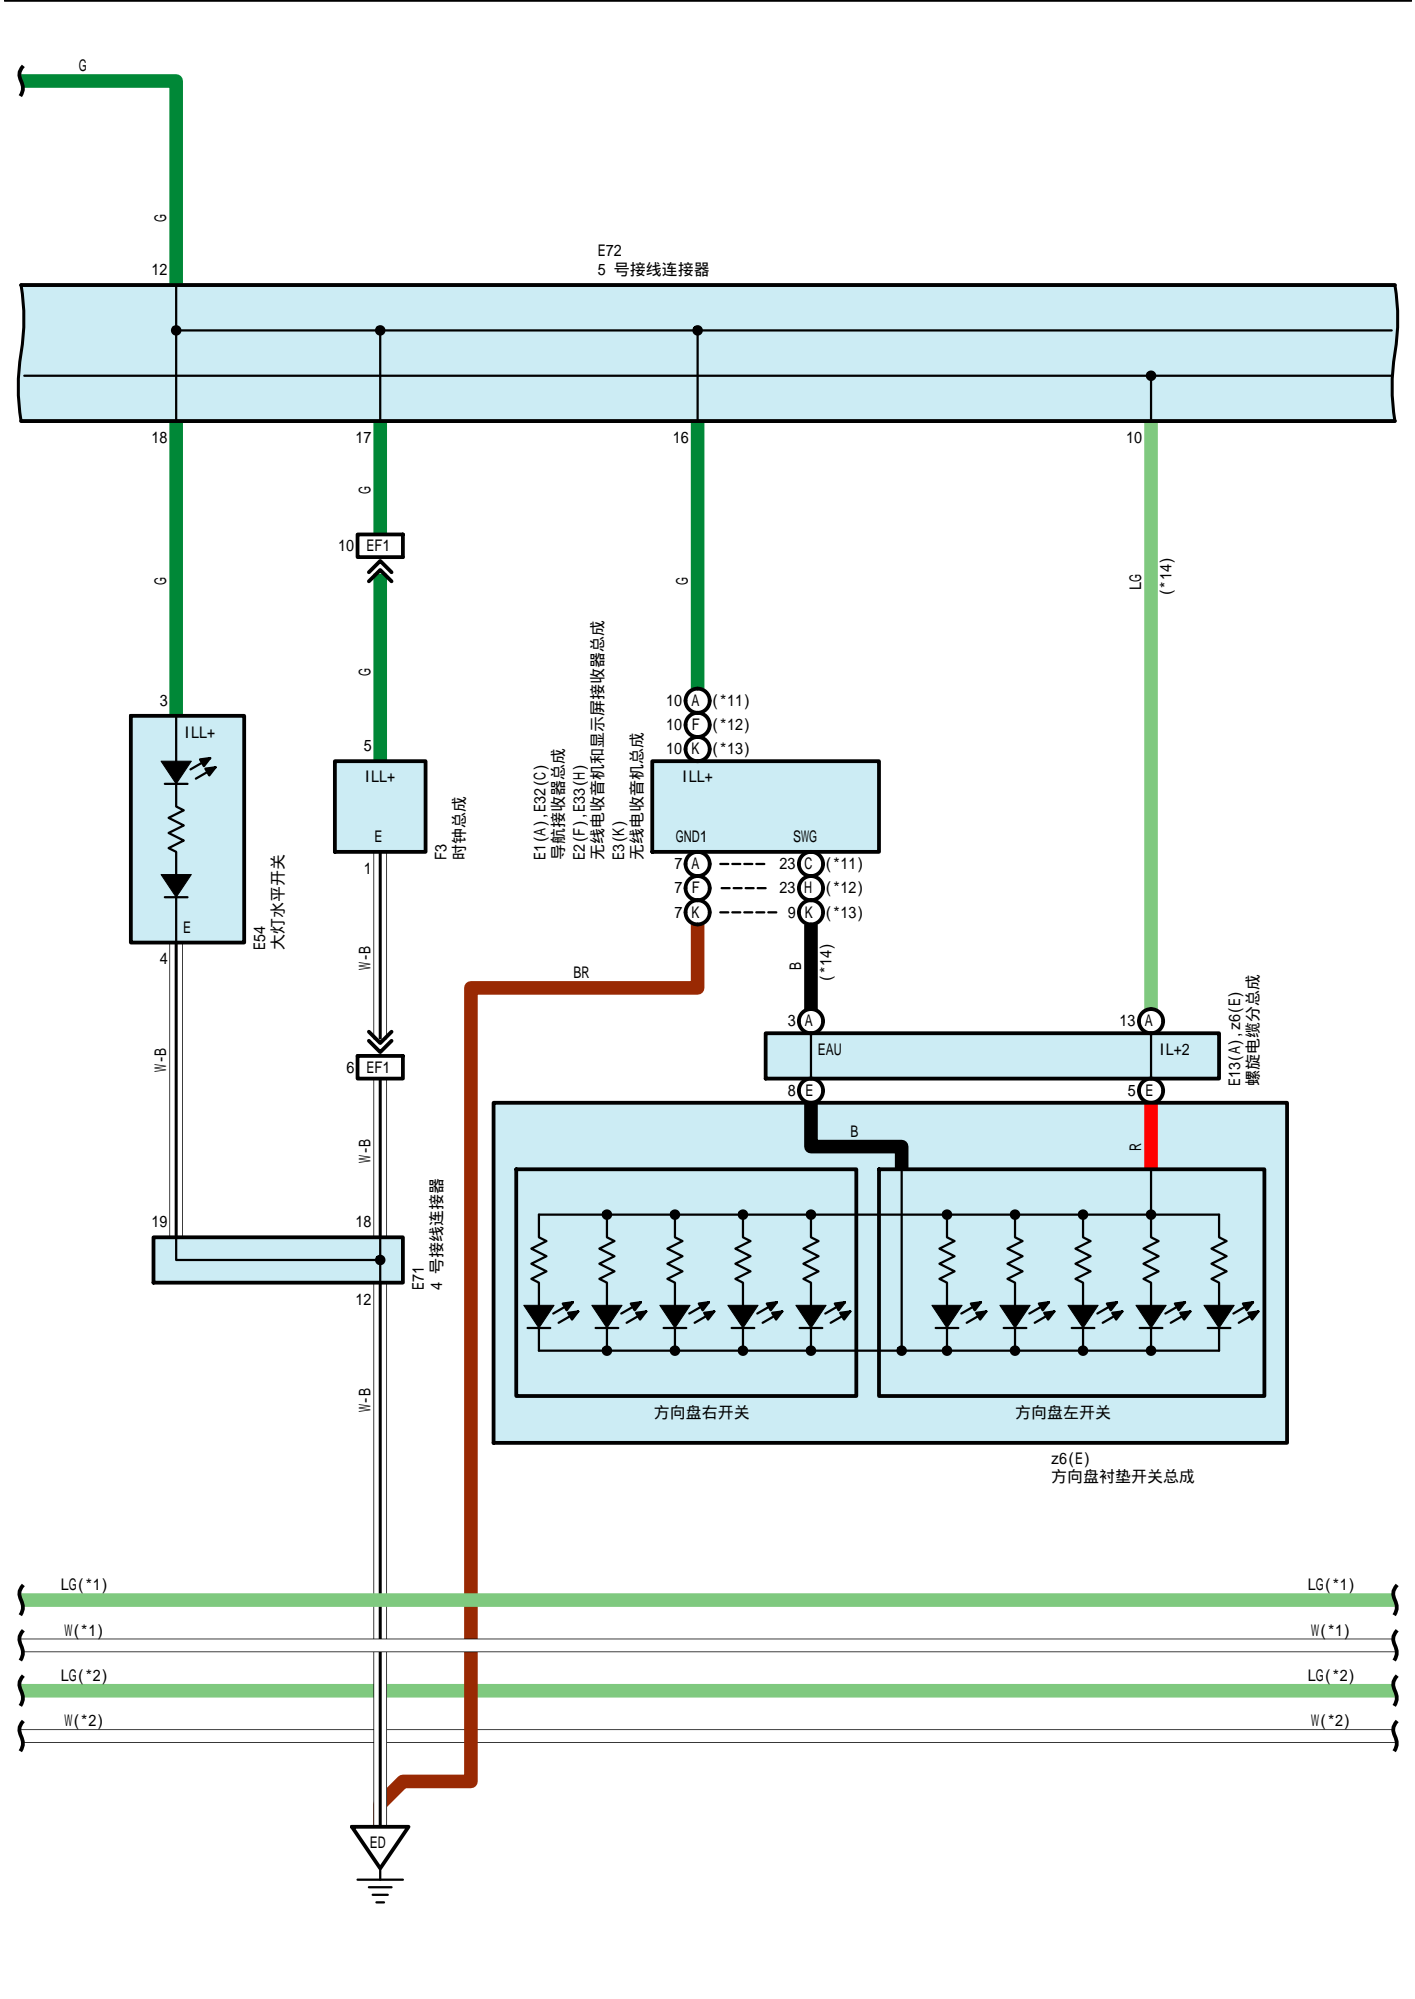 G
G
12
E72
5 号接线连接器
18
17
16
10
G
10
EF1
G
G
LG
(*14)
G
3
ILL+
E
4
E54
大灯水平开关
5
ILL+
E
1
F3
时钟总成
E1(A),E32(C)
导航接收器总成
E2(F),E33(H)
无线电收音机和显示屏接收器总成
E3(K)
无线电收音机总成
10 A (*11)
10 F (*12)
10 K (*13)
ILL+
GND1
SWG
7 A 23 C (*11)
7 F 23 H (*12)
7 K 9 K (*13)
W-B
BR
B
(*14)
3 A
13 A
EAU
IL+2
E13(A),z6(E)
螺旋电缆分总成
8 E
5 E
W-B
6
EF1
W-B
B
R
19
18
E71
4 号接线连接器
12
W-B
方向盘右开关
方向盘左开关
z6(E)
方向盘衬垫开关总成
LG(*1)
LG(*1)
W(*1)
W(*1)
LG(*2)
LG(*2)
W(*2)
W(*2)
ED